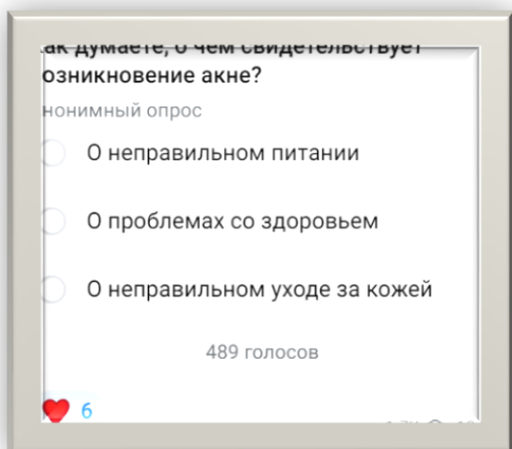 ак думаете, о чем свидетельствует
озникновение акне?
нонимный опрос
О неправильном питании
О проблемах со здоровьем
О неправильном уходе за кожей
489 голосов
6